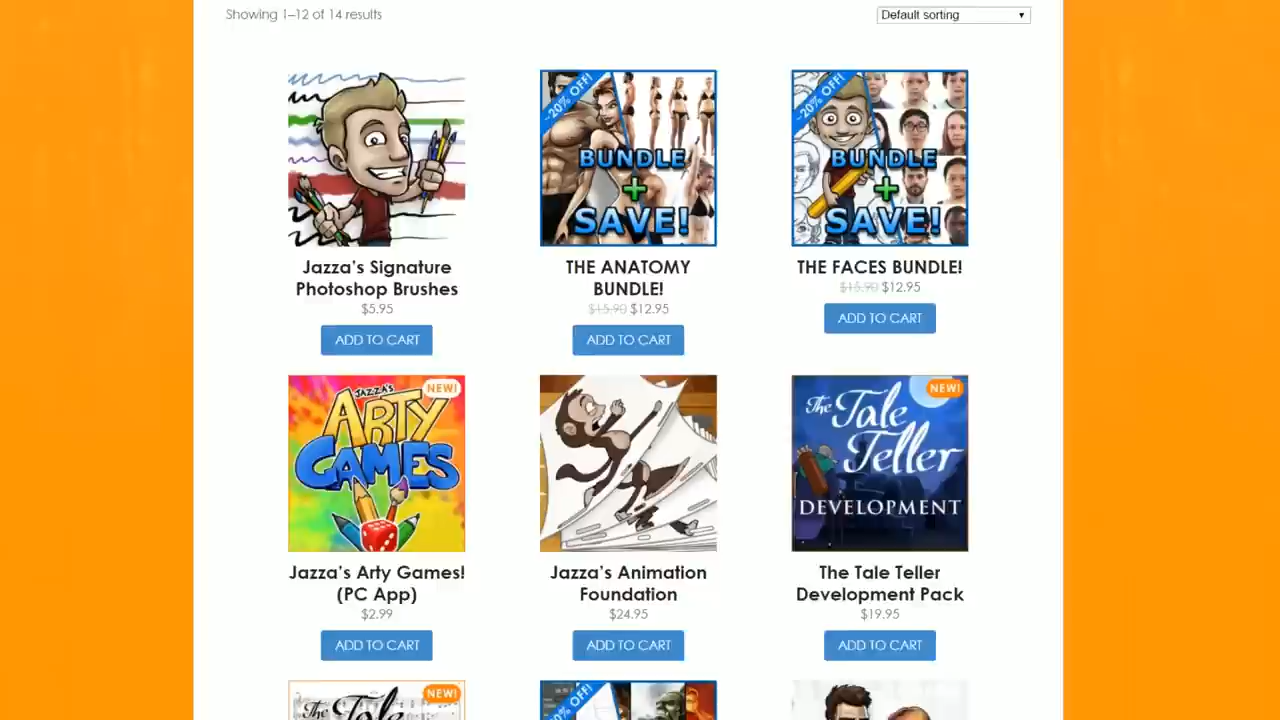 Showing 1–12 of 14 results
Default sorting
-20% OFF!
BUNDLE
+
SAVE!
-20% OFF!
BUNDLE
+
SAVE!
Jazza's Signature
Photoshop Brushes
$5.95
ADD TO CART
THE ANATOMY
BUNDLE!
$15.90 $12.95
ADD TO CART
THE FACES BUNDLE!
$15.90 $12.95
ADD TO CART
NEW!
JAZZA'S
ARTY
GAMES
NEW!
The Tale
Teller
DEVELOPMENT
Jazza's Arty Games!
(PC App)
$2.99
ADD TO CART
Jazza's Animation
Foundation
$24.95
ADD TO CART
The Tale Teller
Development Pack
$19.95
ADD TO CART
NEW!
The Tale
OFF!